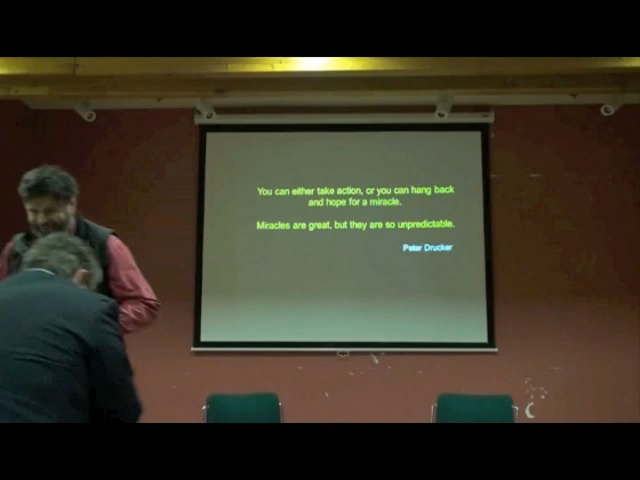 You can either take action, or you can hang back
and hope for a miracle.
Miracles are great, but they are so unpredictable.
Peter Drucker